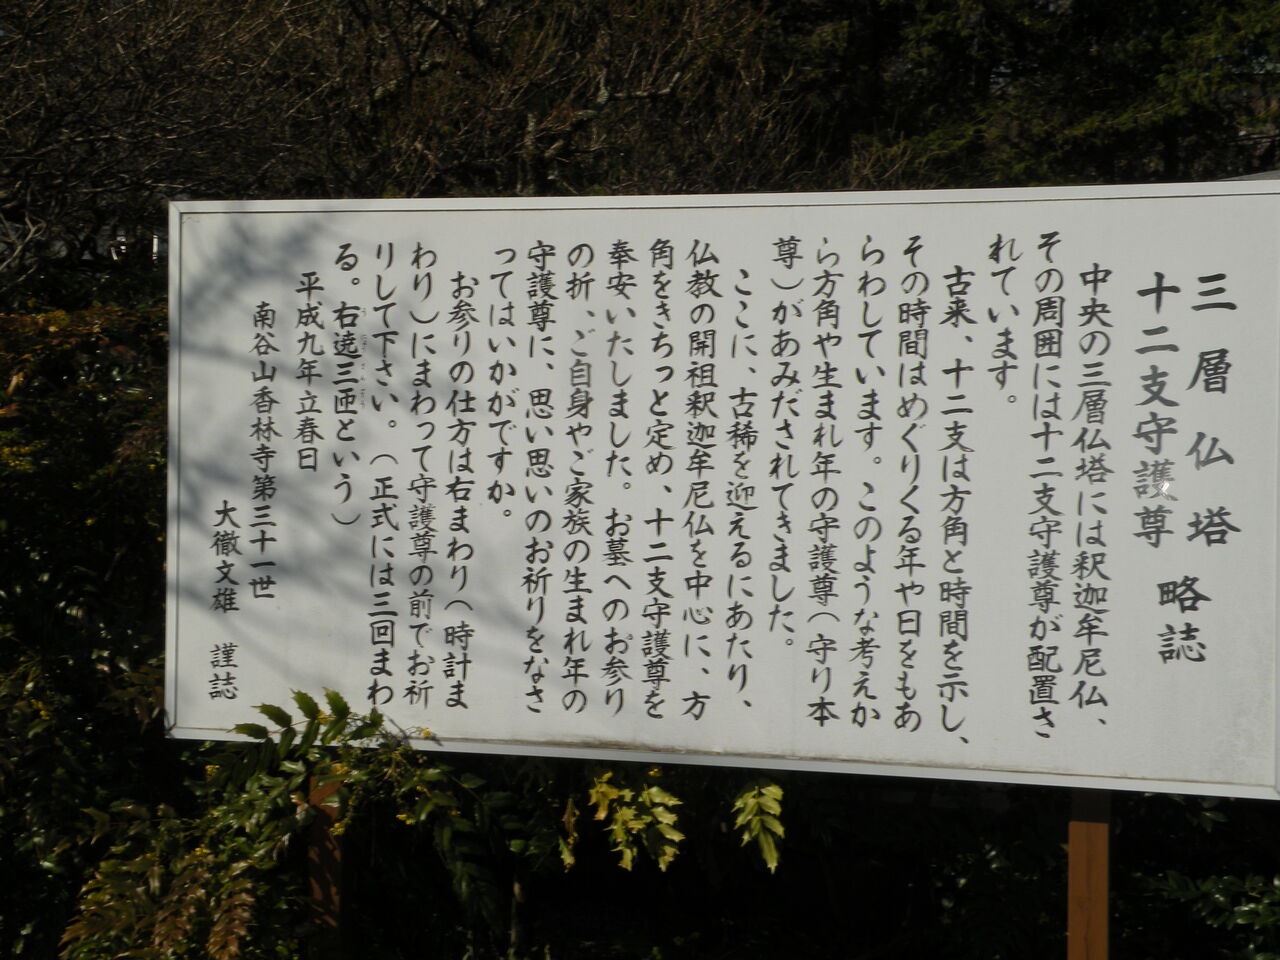 三層仏塔
十二支守護尊 略誌
中央の三層仏塔には釈迦牟尼仏、
その周囲には十二支守護尊が配置さ
れています。
古来、十二支は方角と時間を示し、
その時間はめぐりくる年や日をもあ
らわしています。このような考えか
ら方角や生まれ年の守護尊（守り本
尊）があみだされてきました。
ここに、古稀を迎えるにあたり、
仏教の開祖釈迦牟尼仏を中心に、方
角をきちっと定め、十二支守護尊を
奉安いたしました。お墓へのお参り
の折、ご自身やご家族の生まれ年の
守護尊に、思い思いのお祈りをなさ
ってはいかがですか。
お参りの仕方は右まわり（時計ま
わり）にまわって守護尊の前でお祈
りして下さい。（正式には三回まわ
る。右遶三匝という）
平成九年立春日
南谷山香林寺第三十一世
大徹文雄 謹誌